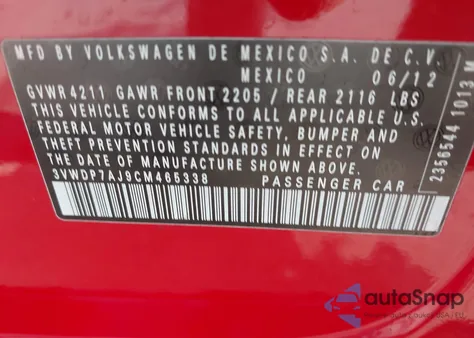 MFD BY VOLKSWAGEN DE MEXICO S.A. DE C.V
MEXICO 06/12
GVWR 4211 GAWR FRONT 2205 / REAR 2116 LBS
THIS VEHICLE CONFORMS TO ALL APPLICABLE U.S.
FEDERAL MOTOR VEHICLE SAFETY, BUMPER AND
THEFT PREVENTION STANDARDS IN EFFECT ON THE
DATE OF MANUFACTURE SHOWN ABOVE.
3VWDP7AJ9CM465338 PASSENGER CAR
2356544 1013 M
autoSnap